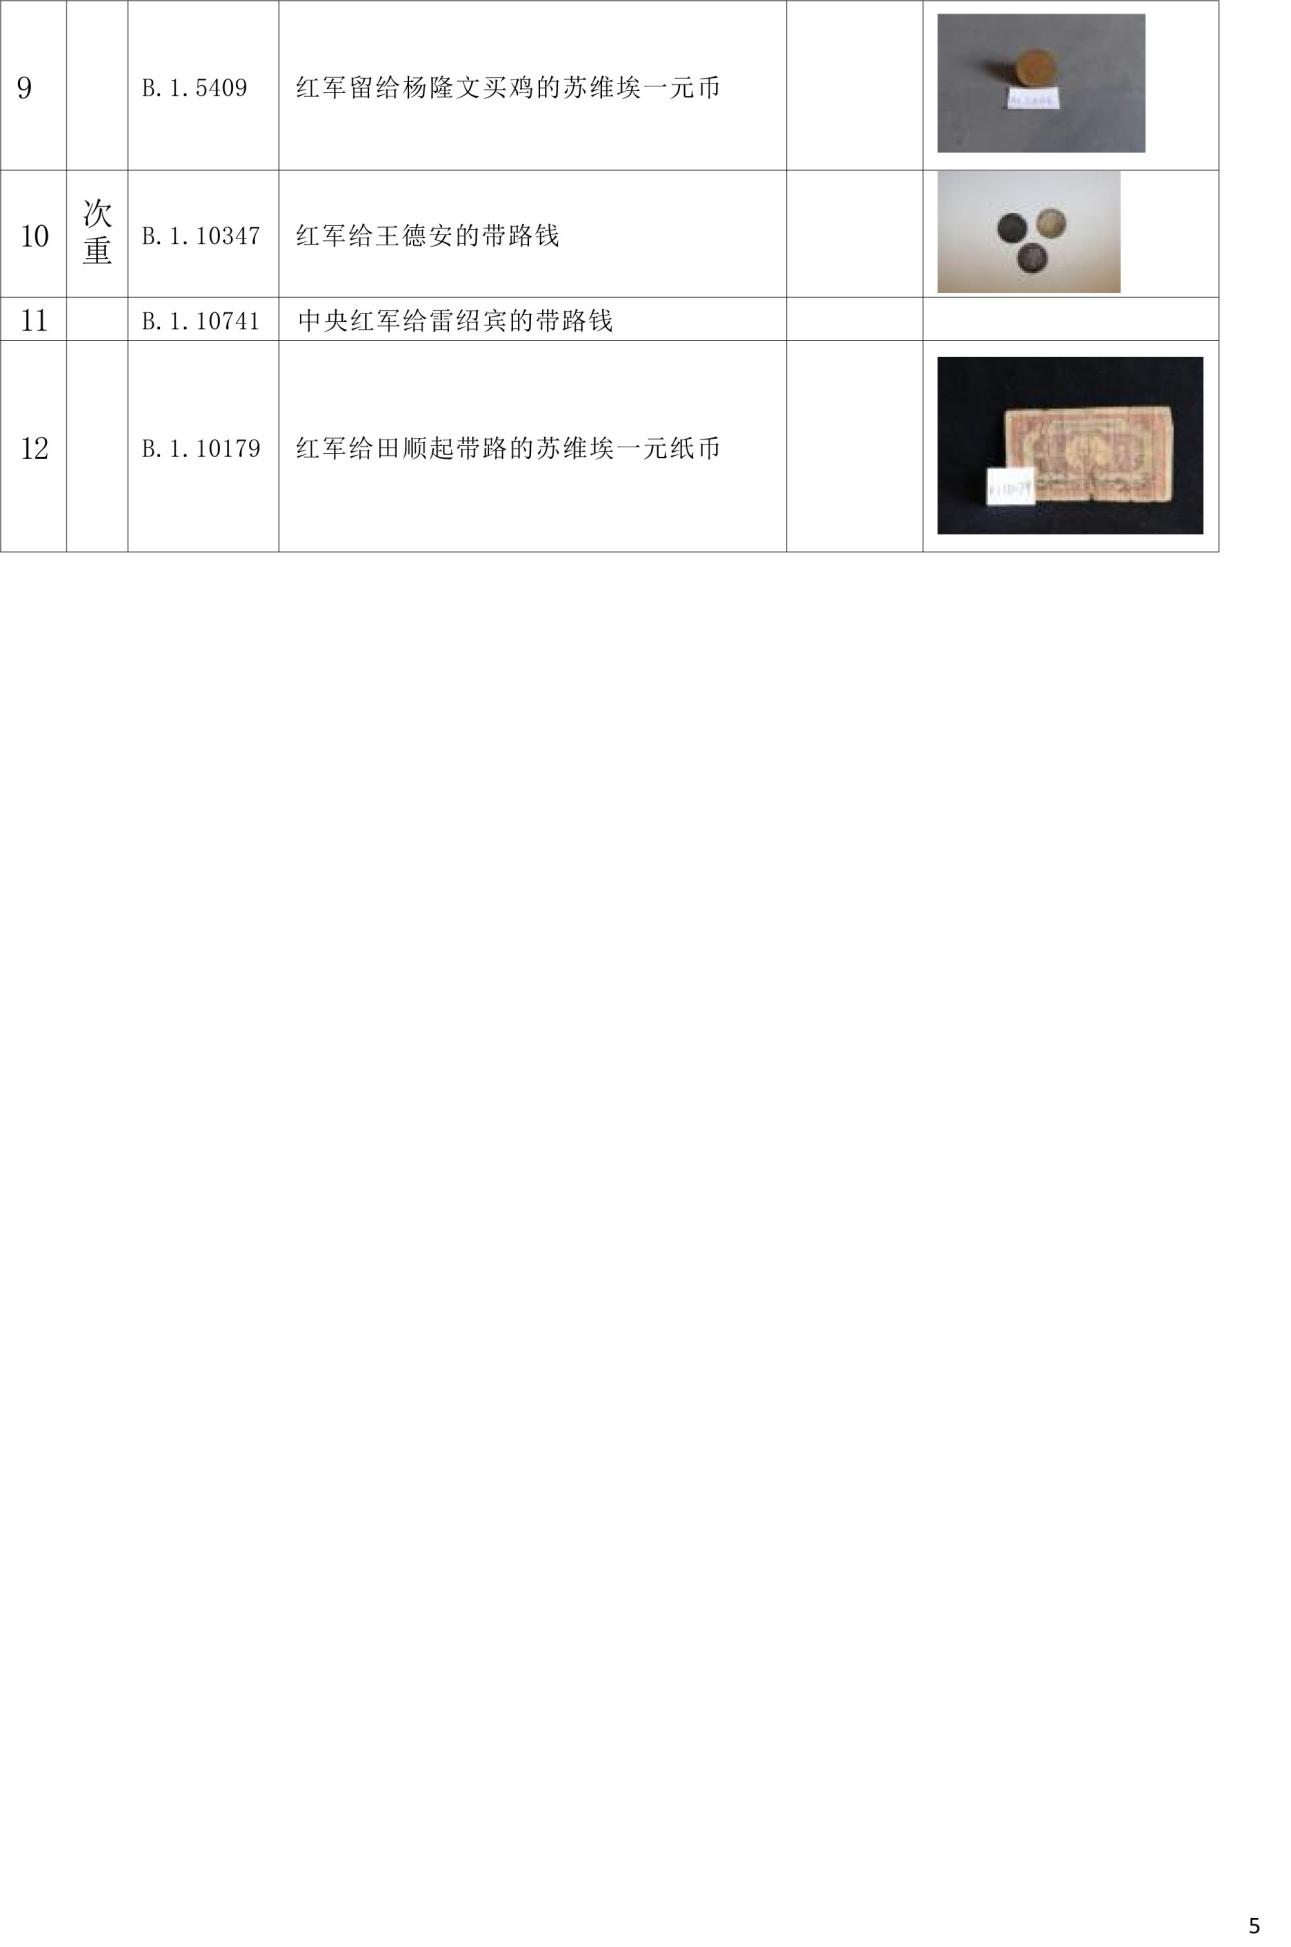 9 B.1.5409 红军留给杨隆文买鸡的苏维埃一元币
10 次重 B.1.10347 红军给王德安的带路钱
11 B.1.10741 中央红军给雷绍宾的带路钱
12 B.1.10179 红军给田顺起带路的苏维埃一元纸币
5